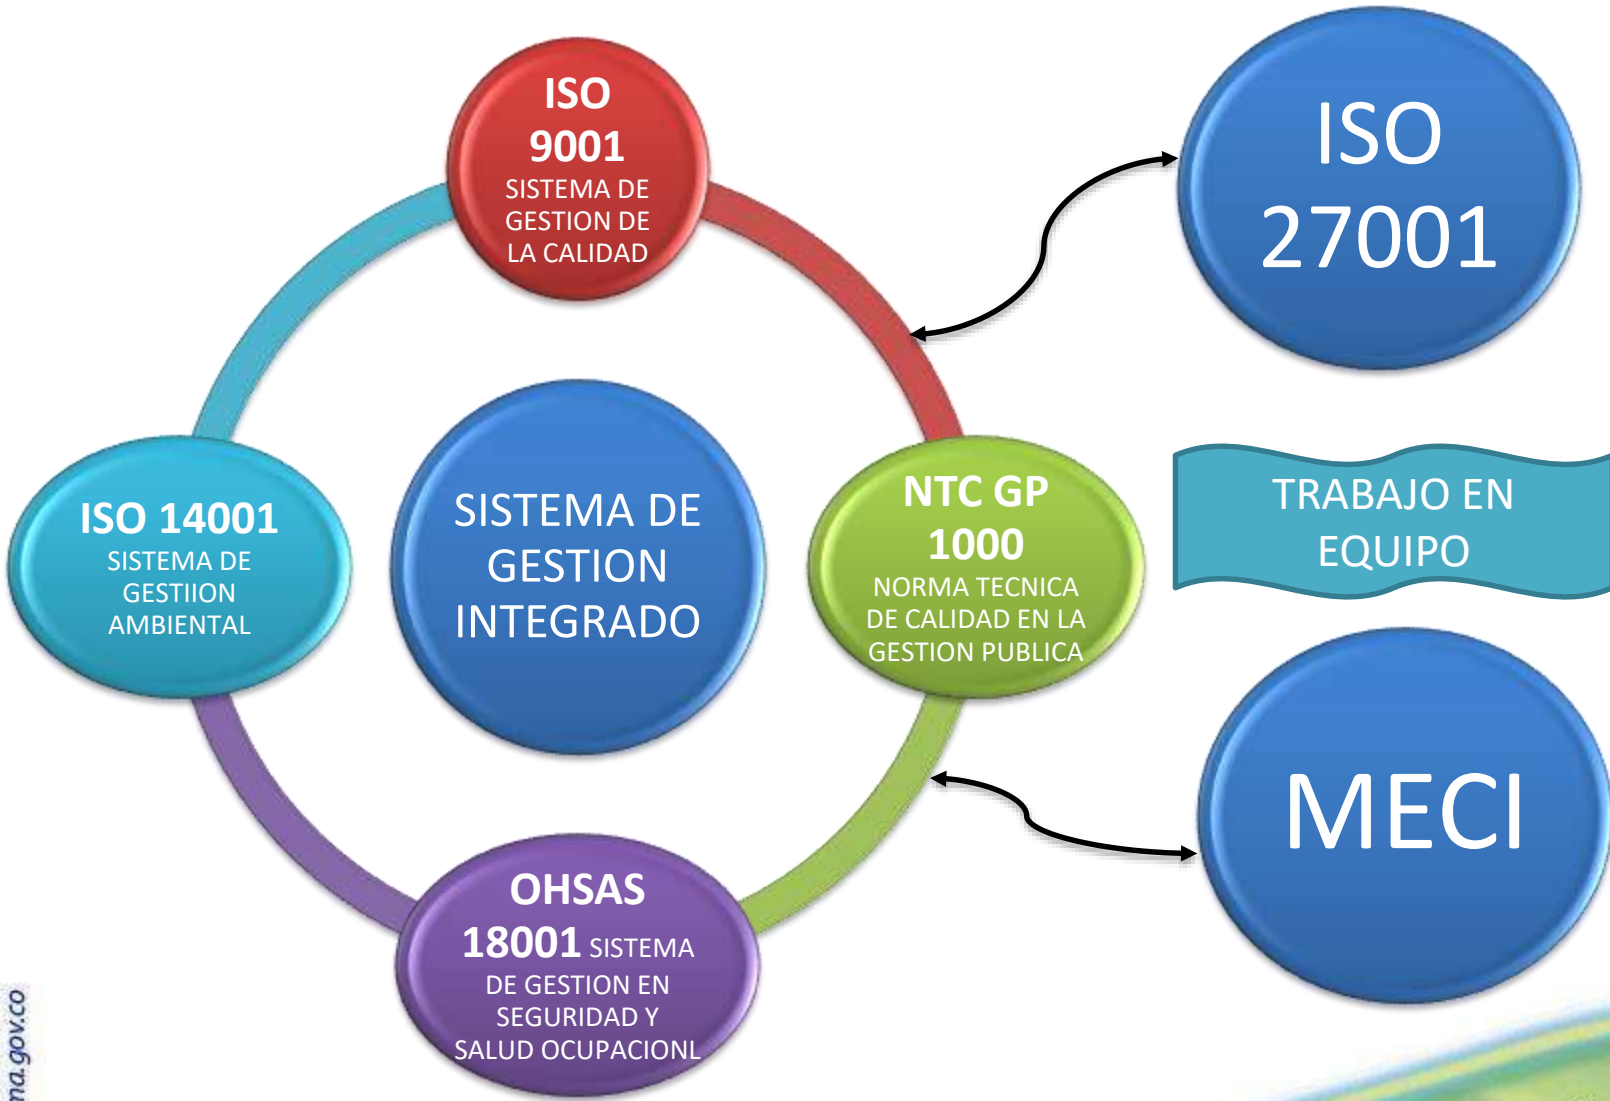 ISO
9001
SISTEMA DE
GESTION DE
LA CALIDAD
ISO
27001
ISO 14001
SISTEMA DE
GESTIION
AMBIENTAL
SISTEMA DE
GESTION
INTEGRADO
NTC GP
1000
NORMA TECNICA
DE CALIDAD EN LA
GESTION PUBLICA
TRABAJO EN
EQUIPO
OHSAS
18001 SISTEMA
DE GESTION EN
SEGURIDAD Y
SALUD OCUPACIONL
MECI
na.gov.co